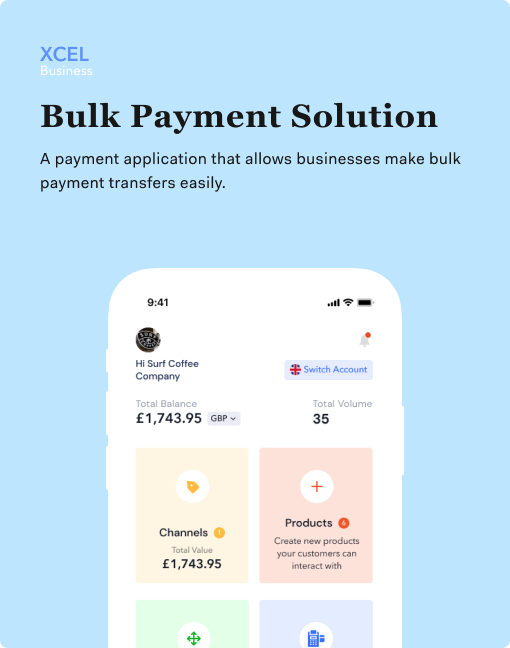 XCEL
Business
Bulk Payment Solution
A payment application that allows businesses make bulk
payment transfers easily.
9:41
Hi Surf Coffee
Company
Switch Account
Total Balance
Total Volume
£1,743.95 GBP
35
Channels !
Total Value
£1,743.95
Products 6
Create new products
your customers can
interact with